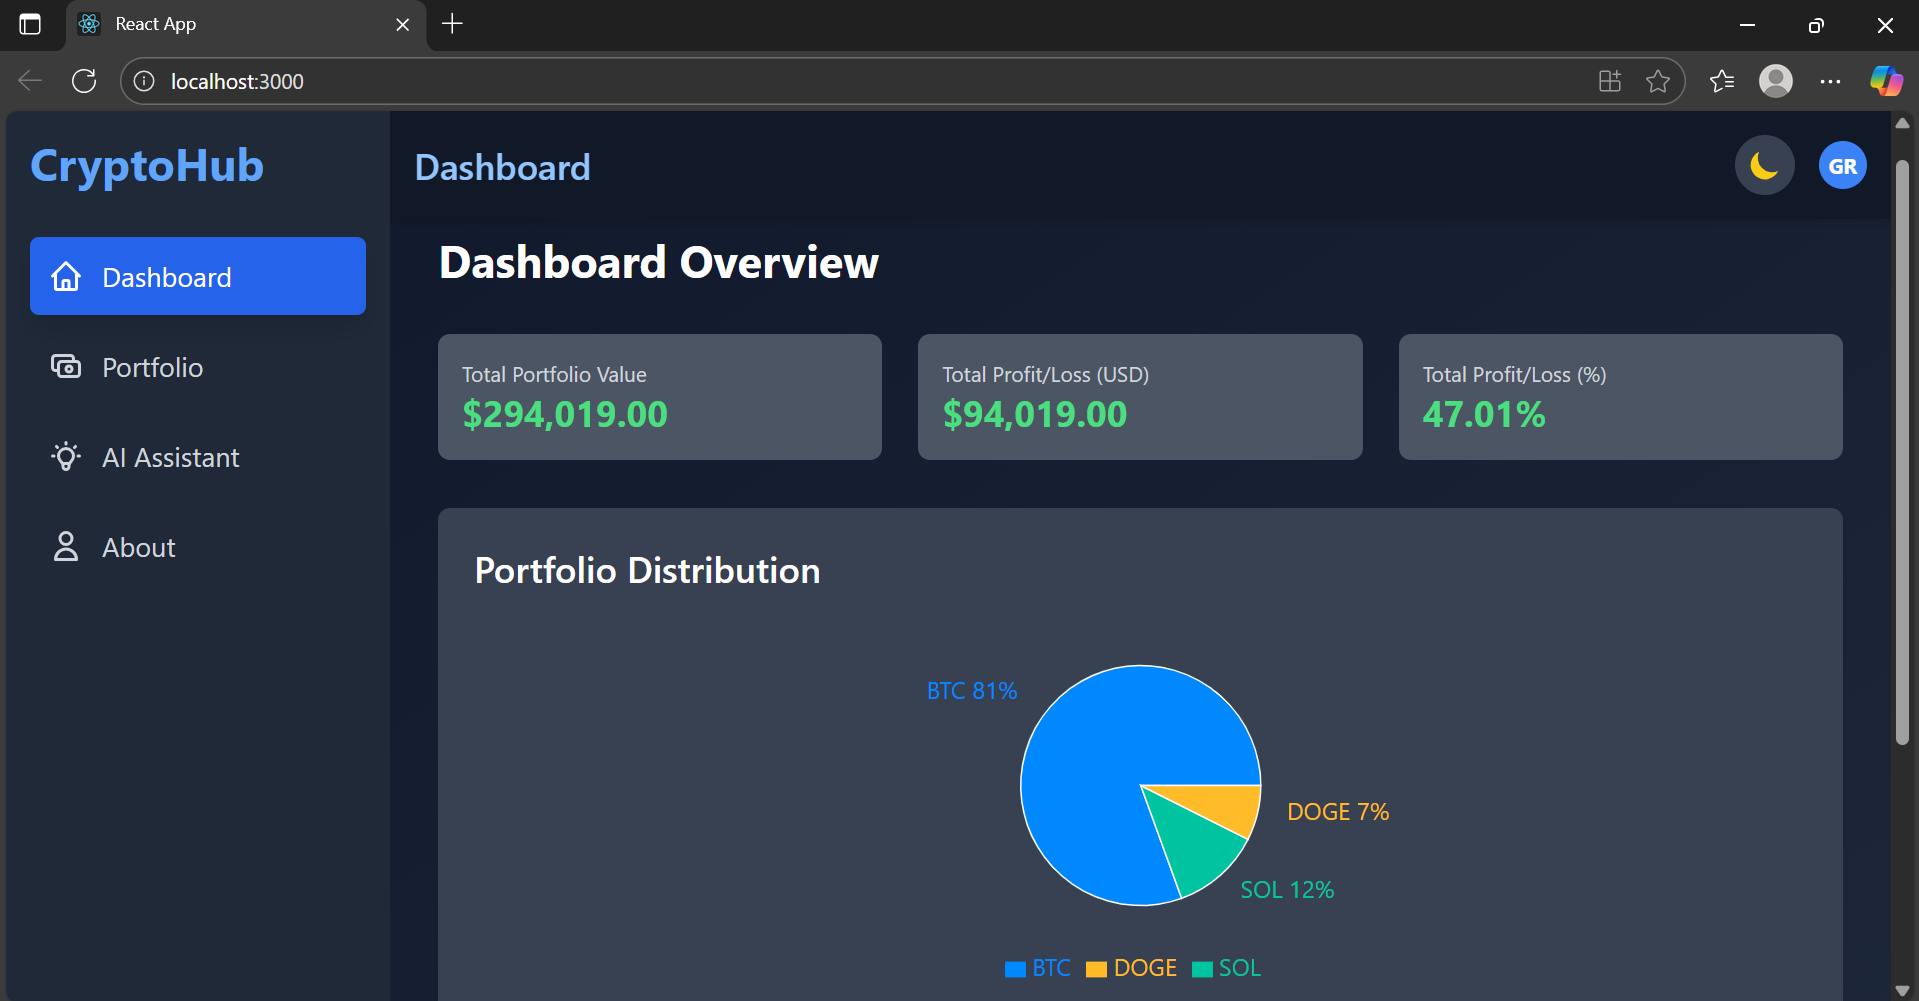 React App
localhost:3000
CryptoHub
Dashboard
Portfolio
AI Assistant
About
Dashboard
GR
Dashboard Overview
Total Portfolio Value
$294,019.00
Total Profit/Loss (USD)
$94,019.00
Total Profit/Loss (%)
47.01%
Portfolio Distribution
BTC 81%
DOGE 7%
SOL 12%
BTC DOGE SOL